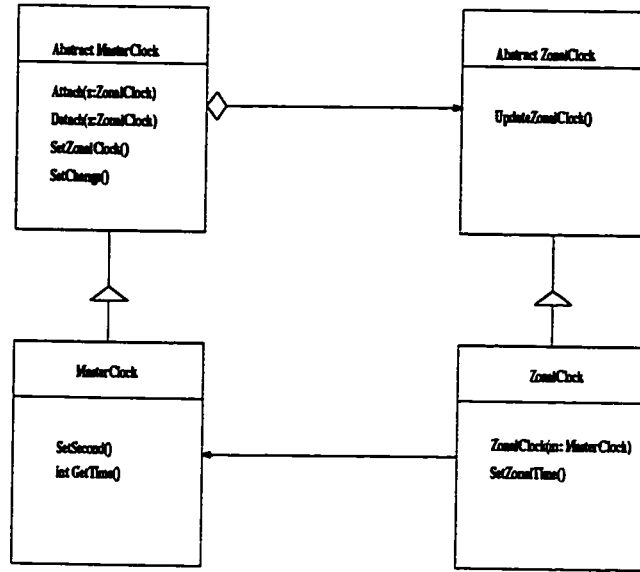 Abstract MasterClock
Attach(z:ZonalClock)
Detach(z:ZonalClock)
SetZonalClock()
SetChange()
Abstract ZonalClock
UpdateZonalClock()
MasterClock
SetSecond()
int GetTime()
ZonalClock
ZonalClock(m: MasterClock)
SetZonalTime()